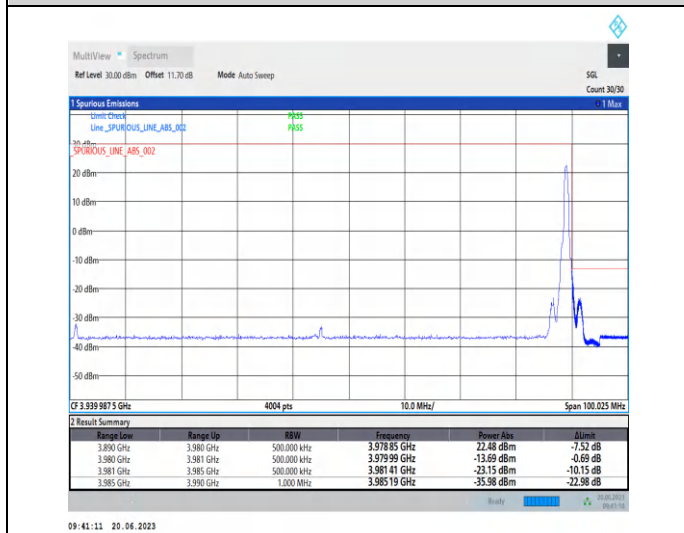 MultiView Spectrum
Ref Level 30.00 dBm Offset 11.70 dB Mode Auto Sweep SGL
Count 30/30
1 Spurious Emissions 1 Max
Limit Check PASS
Line _SPURIOUS_LINE_ABS_002 PASS
30 dBm
SPURIOUS_LINE_ABS_002
20 dBm
10 dBm
0 dBm
-10 dBm
-20 dBm
-30 dBm
-40 dBm
-50 dBm
CF 3.939 987 5 GHz 4004 pts 10.0 MHz/ Span 100.025 MHz
2 Result Summary
Range Low Range Up RBW Frequency Power Abs ΔLimit
3.890 GHz 3.980 GHz 500.000 kHz 3.978 85 GHz 22.48 dBm -7.52 dB
3.980 GHz 3.981 GHz 500.000 kHz 3.979 99 GHz -13.69 dBm -0.69 dB
3.981 GHz 3.985 GHz 500.000 kHz 3.981 41 GHz -23.15 dBm -10.15 dB
3.985 GHz 3.990 GHz 1.000 MHz 3.985 19 GHz -35.98 dBm -22.98 dB
Ready
09:41:11 20.06.2023